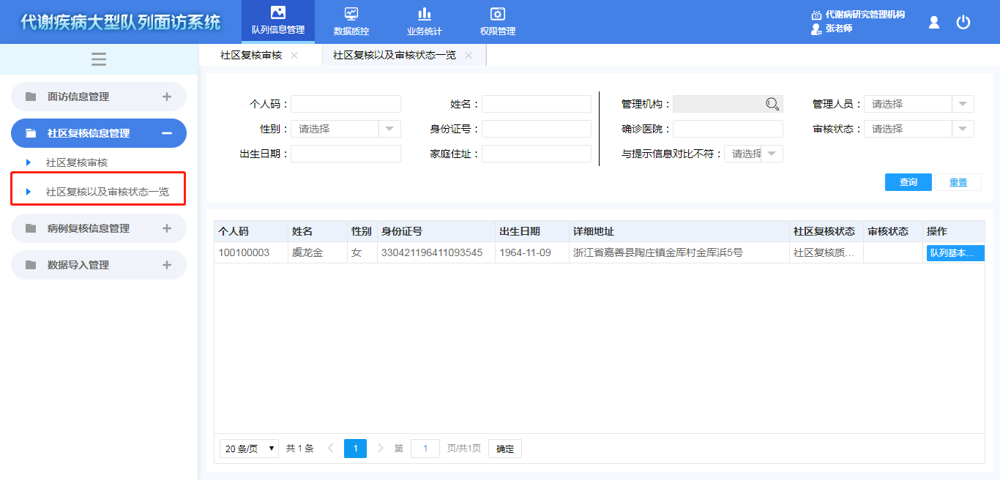 代谢疾病大型队列面访系统
队列信息管理
数据质控
业务统计
权限管理
代谢病研究管理机构
张老师
面访信息管理
社区复核信息管理
社区复核审核
社区复核以及审核状态一览
病例复核信息管理
数据导入管理
社区复核审核
社区复核以及审核状态一览
个人码：
姓名：
管理机构：
管理人员：
请选择
性别：
请选择
身份证号：
确诊医院：
审核状态：
请选择
出生日期：
家庭住址：
与提示信息对比不符：
请选择
查询
重置
个人码 姓名 性别 身份证号 出生日期 详细地址 社区复核状态 审核状态 操作
100100003 虞龙金 女 330421196411093545 1964-11-09 浙江省嘉善县陶庄镇金厍村金厍浜5号 社区复核质... 队列基本...
20 条/页 共 1 条 1 第 1 页/共1页 确定